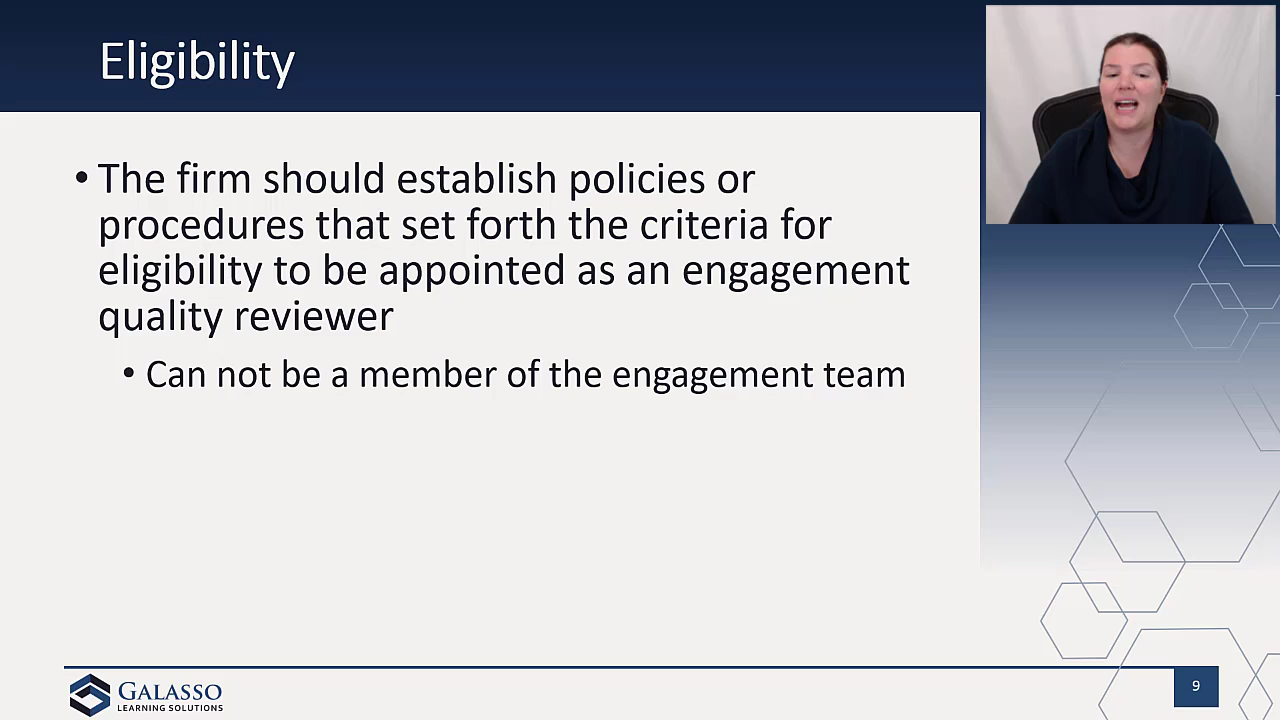 Eligibility
• The firm should establish policies or
procedures that set forth the criteria for
eligibility to be appointed as an engagement
quality reviewer
• Can not be a member of the engagement team
GALASSO
LEARNING SOLUTIONS
9